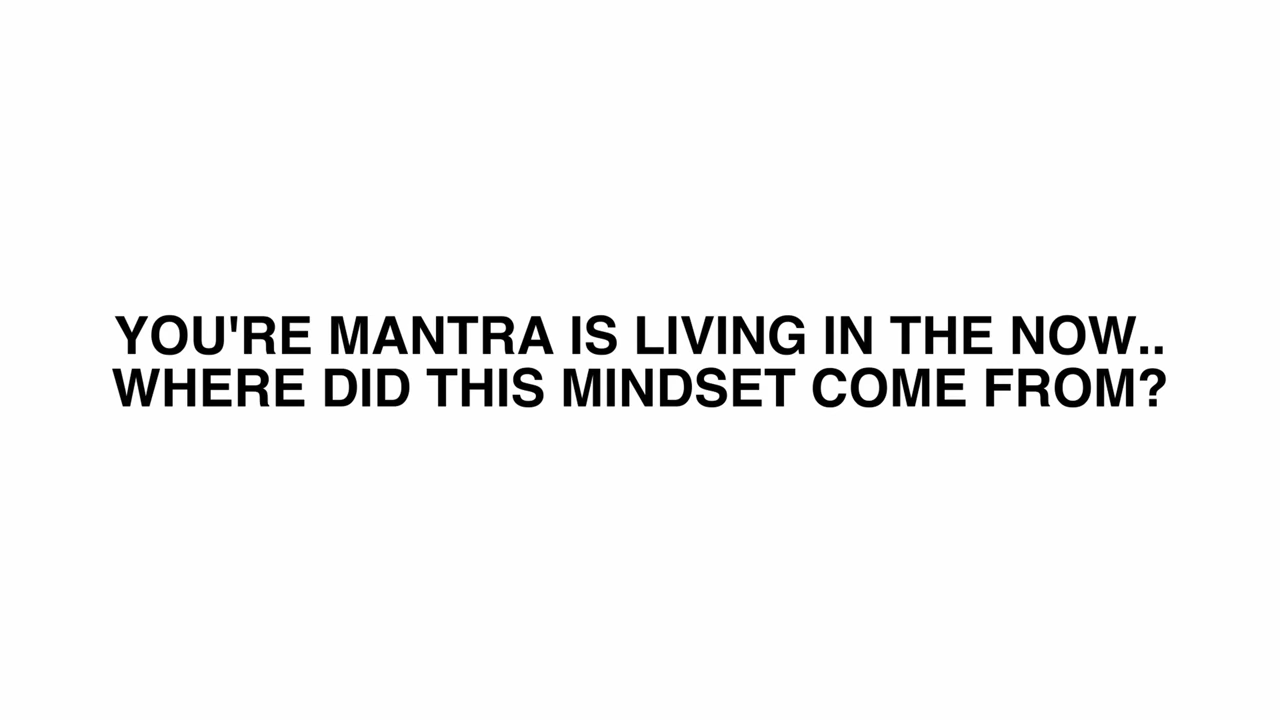 YOU'RE MANTRA IS LIVING IN THE NOW..
WHERE DID THIS MINDSET COME FROM?